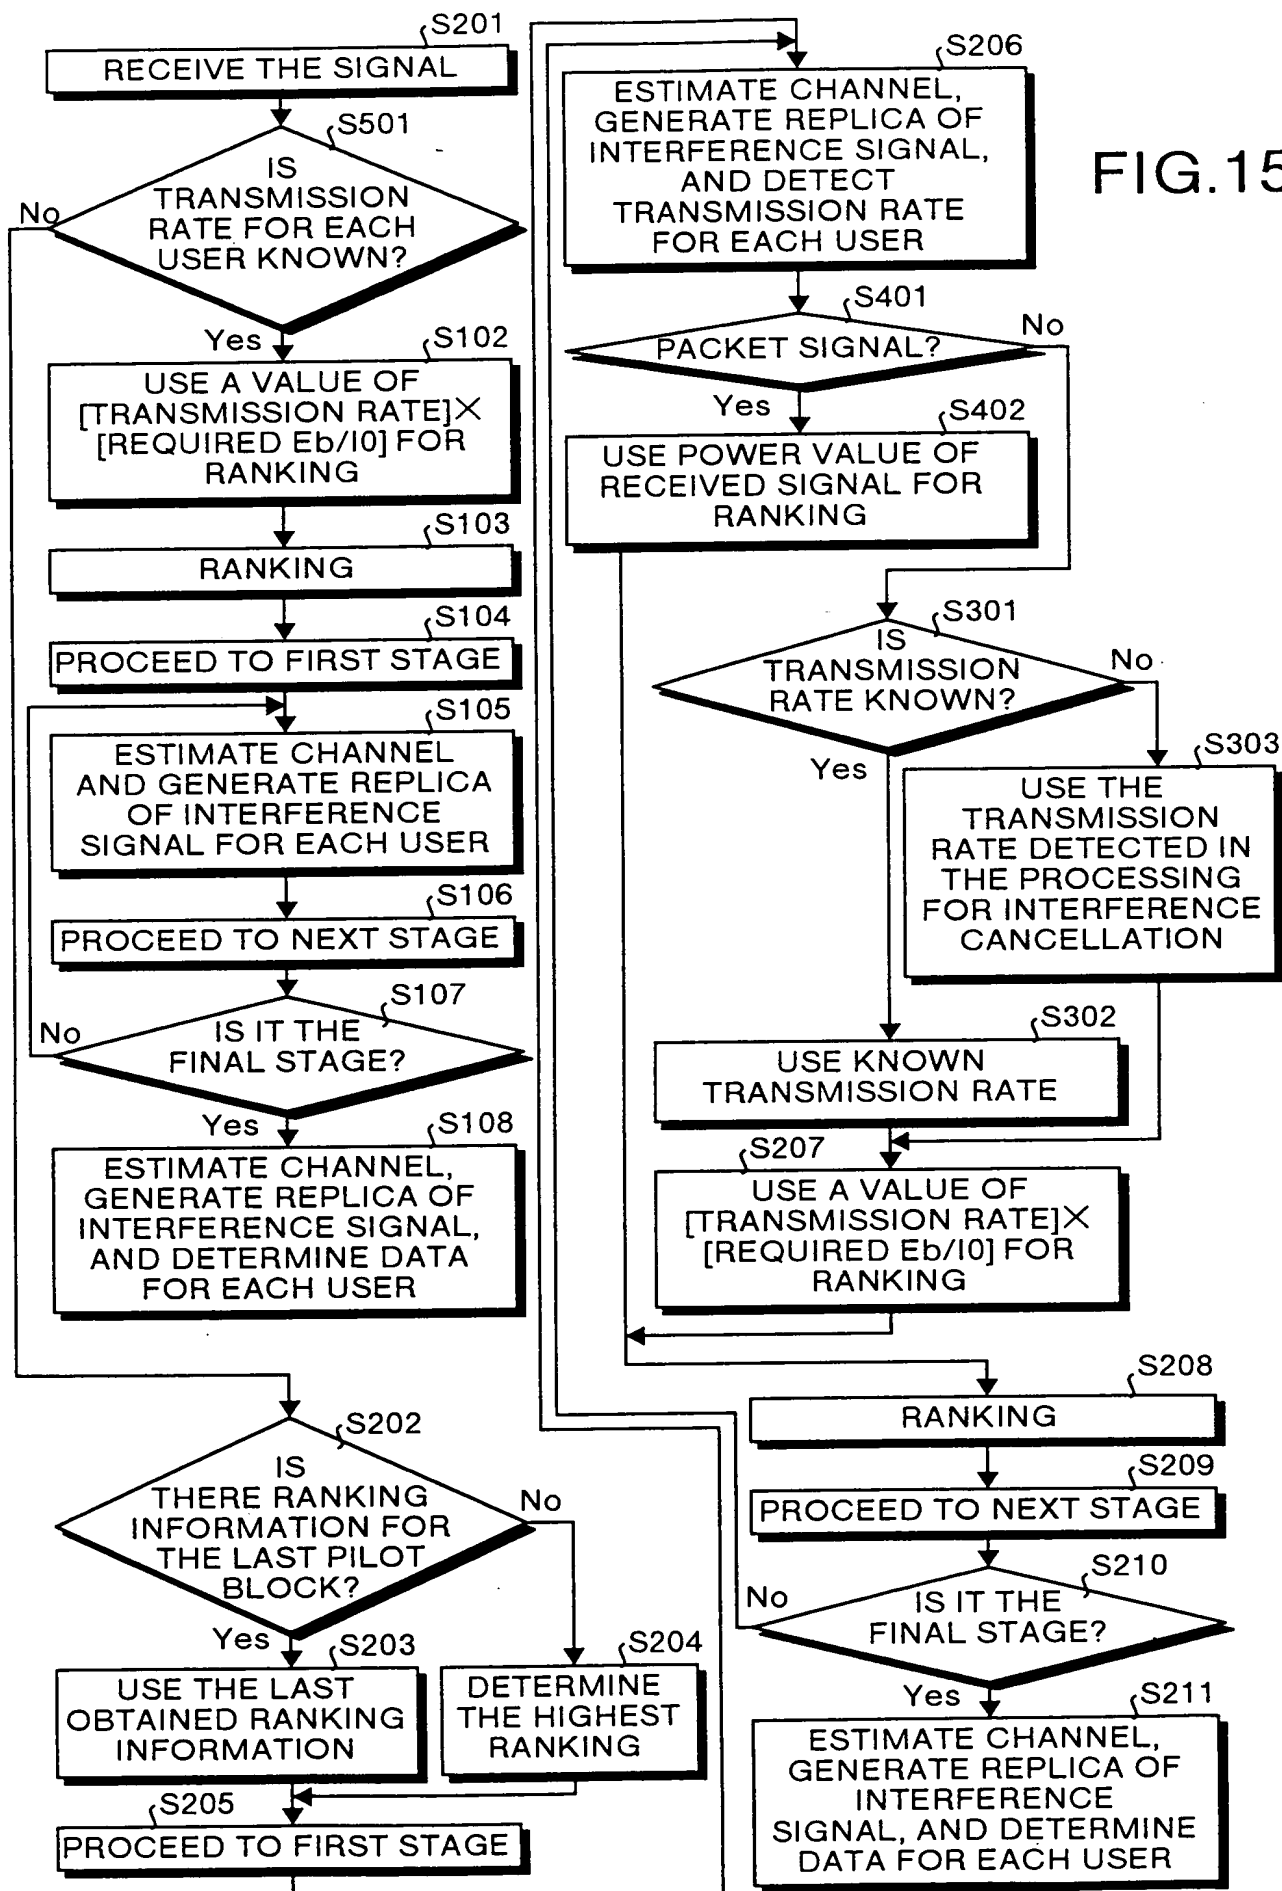 S201
RECEIVE THE SIGNAL
S501
IS
TRANSMISSION
RATE FOR EACH
USER KNOWN?
No
Yes
S102
USE A VALUE OF
[TRANSMISSION RATE]×
[REQUIRED Eb/I0] FOR
RANKING
S103
RANKING
S104
PROCEED TO FIRST STAGE
S105
ESTIMATE CHANNEL
AND GENERATE REPLICA
OF INTERFERENCE
SIGNAL FOR EACH USER
S106
PROCEED TO NEXT STAGE
S107
No
IS IT THE
FINAL STAGE?
Yes
S108
ESTIMATE CHANNEL,
GENERATE REPLICA OF
INTERFERENCE SIGNAL,
AND DETERMINE DATA
FOR EACH USER
S202
IS
THERE RANKING
INFORMATION FOR
THE LAST PILOT
BLOCK?
No
Yes
S203
USE THE LAST
OBTAINED RANKING
INFORMATION
S204
DETERMINE
THE HIGHEST
RANKING
S205
PROCEED TO FIRST STAGE
FIG.15
S206
ESTIMATE CHANNEL,
GENERATE REPLICA OF
INTERFERENCE SIGNAL,
AND DETECT
TRANSMISSION RATE
FOR EACH USER
S401
PACKET SIGNAL?
No
Yes
S402
USE POWER VALUE OF
RECEIVED SIGNAL FOR
RANKING
S301
IS
TRANSMISSION
RATE KNOWN?
No
Yes
S303
USE THE
TRANSMISSION
RATE DETECTED IN
THE PROCESSING
FOR INTERFERENCE
CANCELLATION
S302
USE KNOWN
TRANSMISSION RATE
S207
USE A VALUE OF
[TRANSMISSION RATE]×
[REQUIRED Eb/I0] FOR
RANKING
S208
RANKING
S209
PROCEED TO NEXT STAGE
S210
No
IS IT THE
FINAL STAGE?
Yes
S211
ESTIMATE CHANNEL,
GENERATE REPLICA OF
INTERFERENCE
SIGNAL, AND DETERMINE
DATA FOR EACH USER